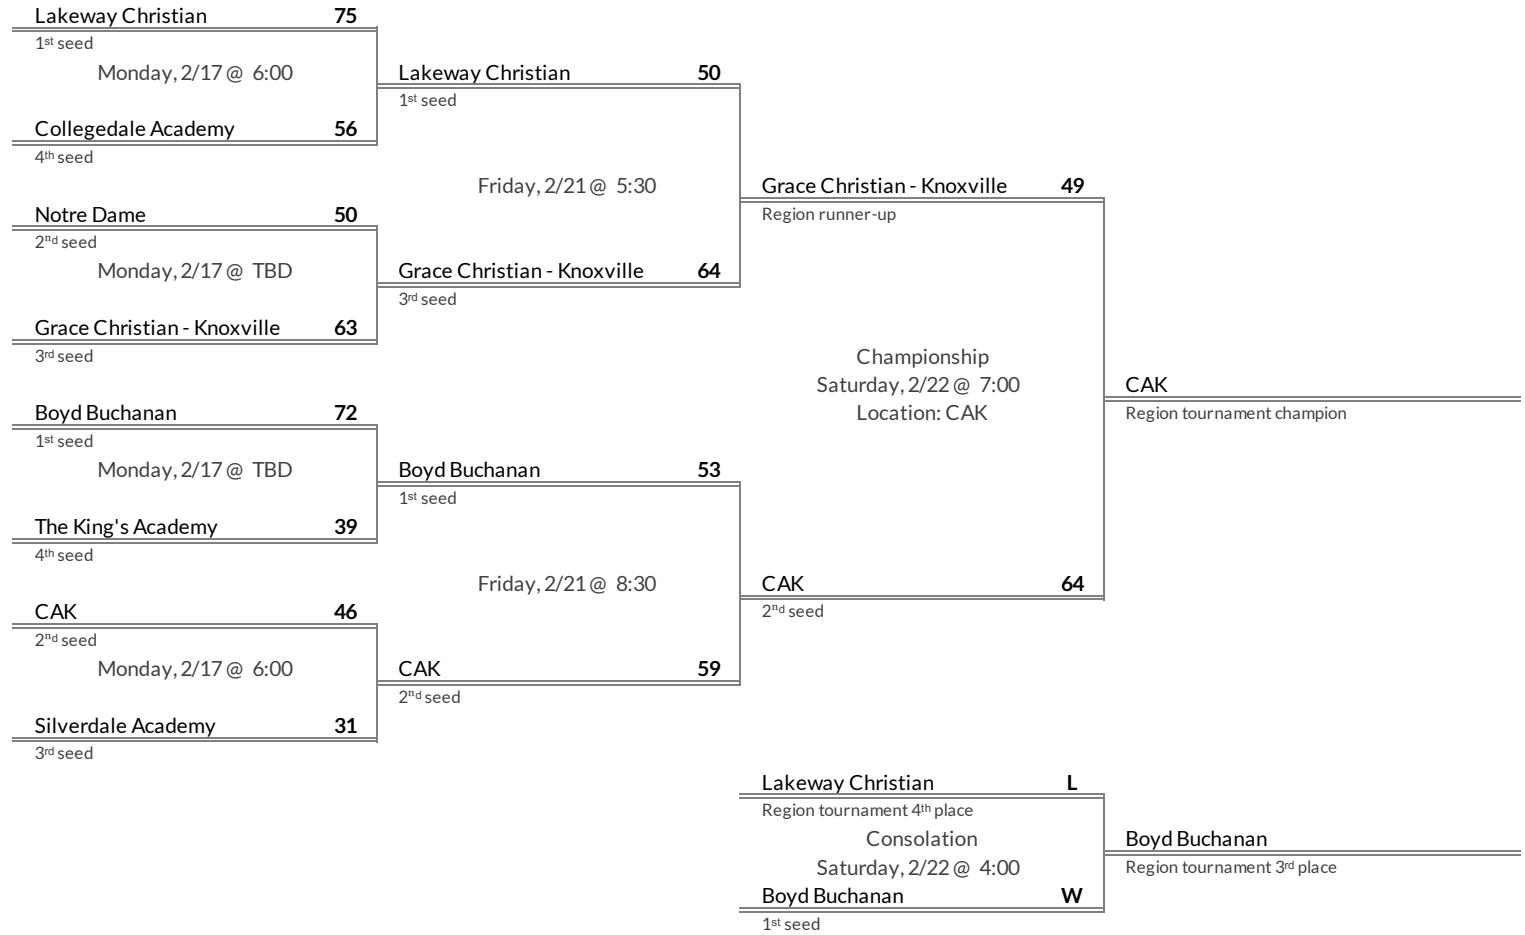 Lakeway Christian 75
1st seed
Monday, 2/17 @ 6:00
Collegedale Academy 56
4th seed
Notre Dame 50
2nd seed
Monday, 2/17 @ TBD
Grace Christian - Knoxville 63
3rd seed
Boyd Buchanan 72
1st seed
Monday, 2/17 @ TBD
The King's Academy 39
4th seed
CAK 46
2nd seed
Monday, 2/17 @ 6:00
Silverdale Academy 31
3rd seed
Lakeway Christian 50
1st seed
Friday, 2/21 @ 5:30
Grace Christian - Knoxville 64
3rd seed
Boyd Buchanan 53
1st seed
Friday, 2/21 @ 8:30
CAK 59
2nd seed
Grace Christian - Knoxville 49
Region runner-up
Championship
Saturday, 2/22 @ 7:00
Location: CAK
CAK 64
2nd seed
CAK
Region tournament champion
Lakeway Christian L
Region tournament 4th place
Consolation
Saturday, 2/22 @ 4:00
Boyd Buchanan W
1st seed
Boyd Buchanan
Region tournament 3rd place